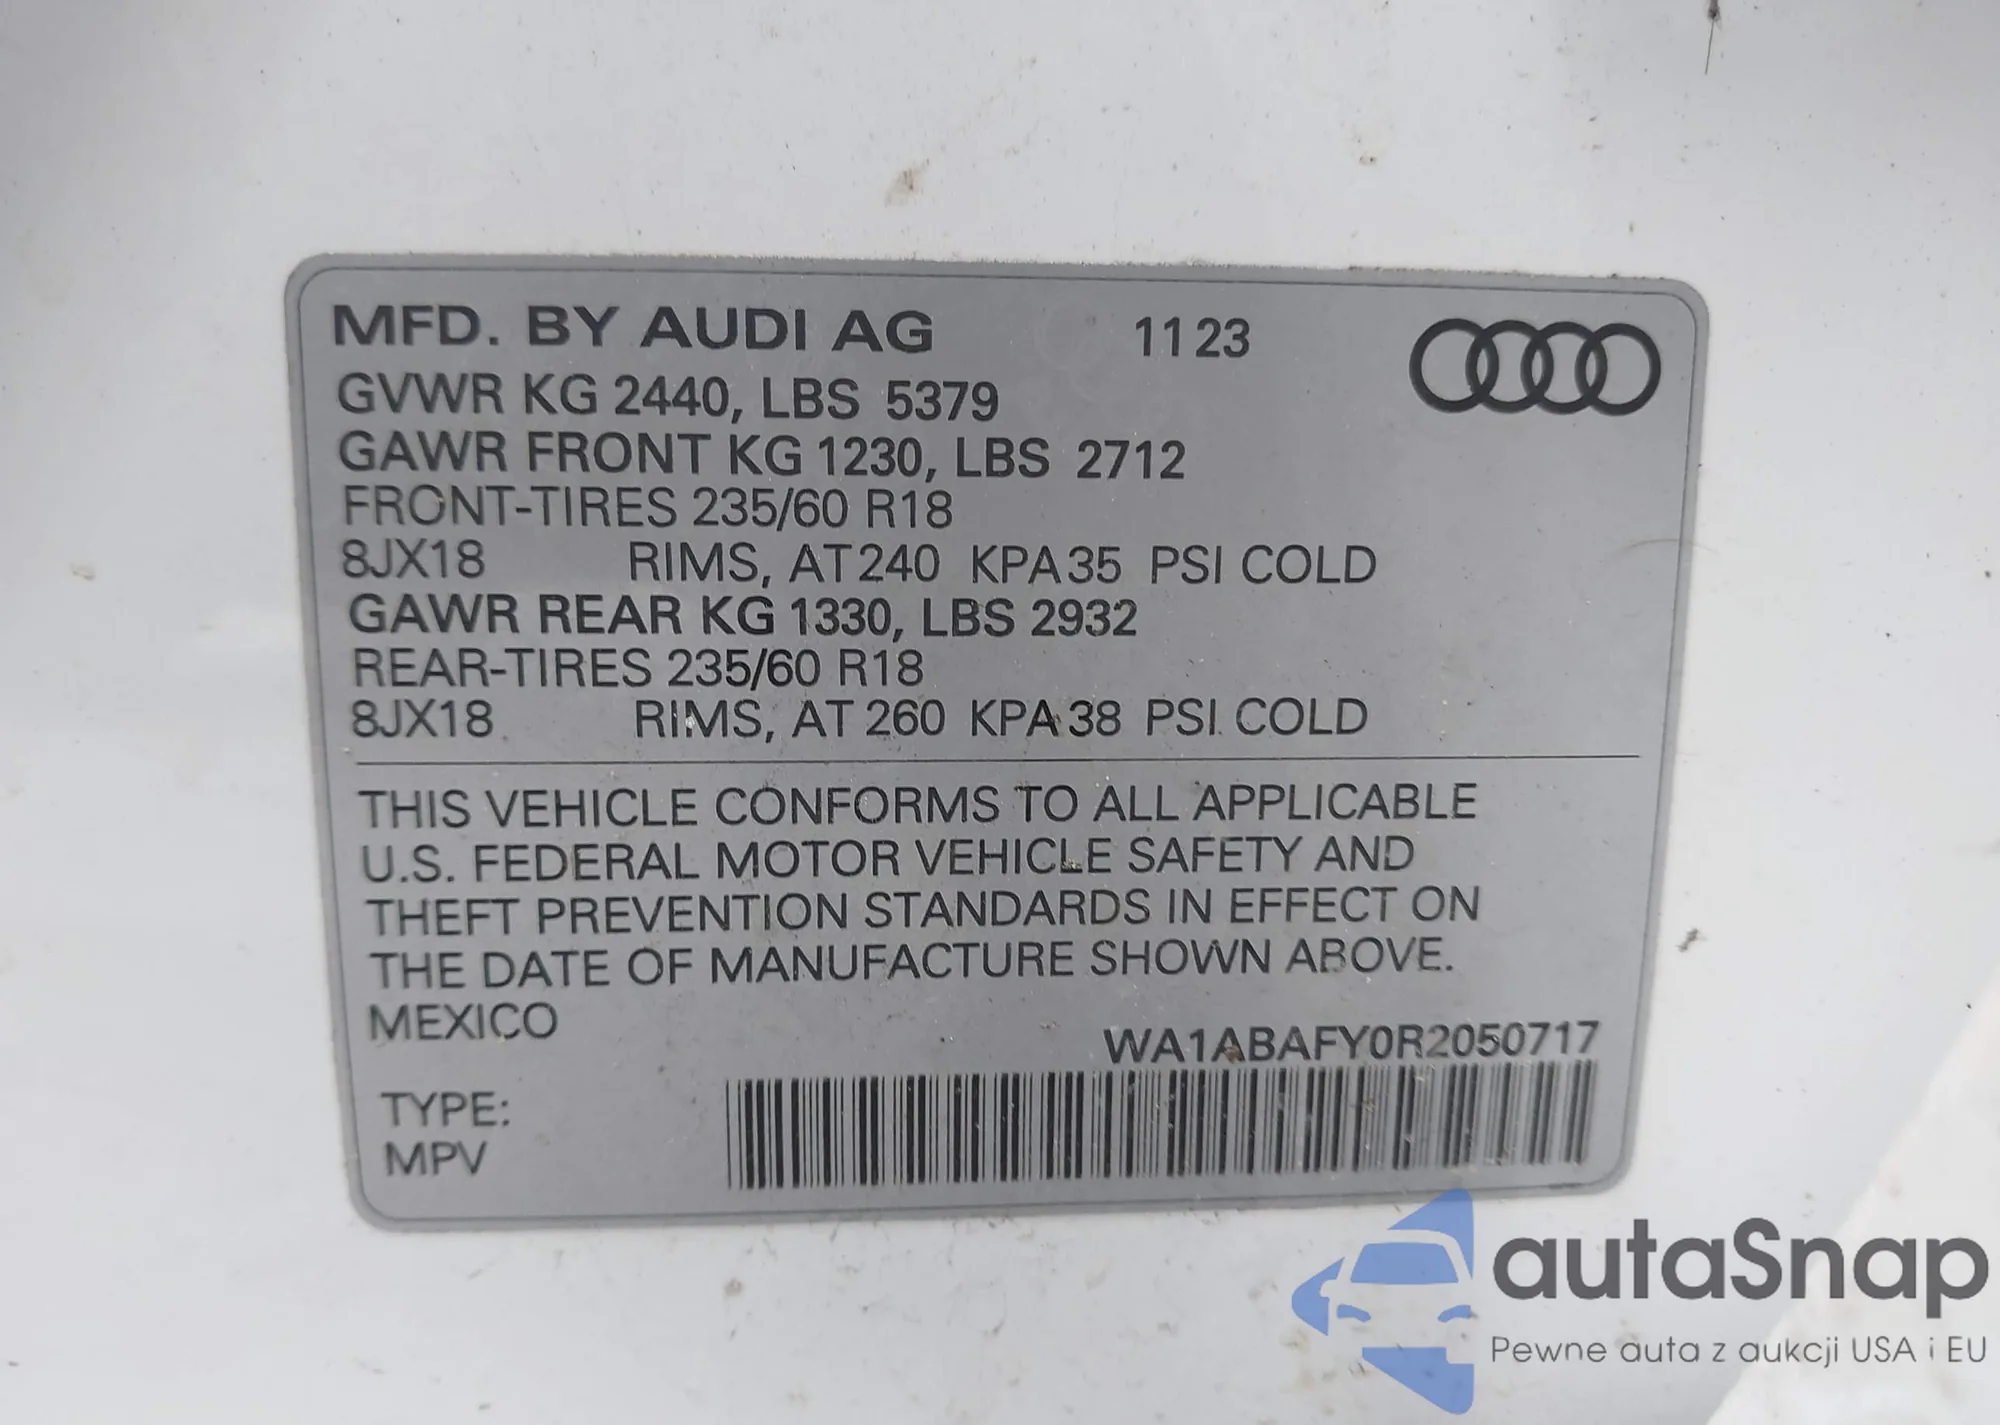 MFD. BY AUDI AG 11 23
GVWR KG 2440, LBS 5379
GAWR FRONT KG 1230, LBS 2712
FRONT-TIRES 235/60 R18
8JX18 RIMS, AT 240 KPA 35 PSI COLD
GAWR REAR KG 1330, LBS 2932
REAR-TIRES 235/60 R18
8JX18 RIMS, AT 260 KPA 38 PSI COLD
THIS VEHICLE CONFORMS TO ALL APPLICABLE
U.S. FEDERAL MOTOR VEHICLE SAFETY AND
THEFT PREVENTION STANDARDS IN EFFECT ON
THE DATE OF MANUFACTURE SHOWN ABOVE.
MEXICO
WA1ABAFY0R2050717
TYPE:
MPV
autaSnap
Pewne auta z aukcji USA i EU